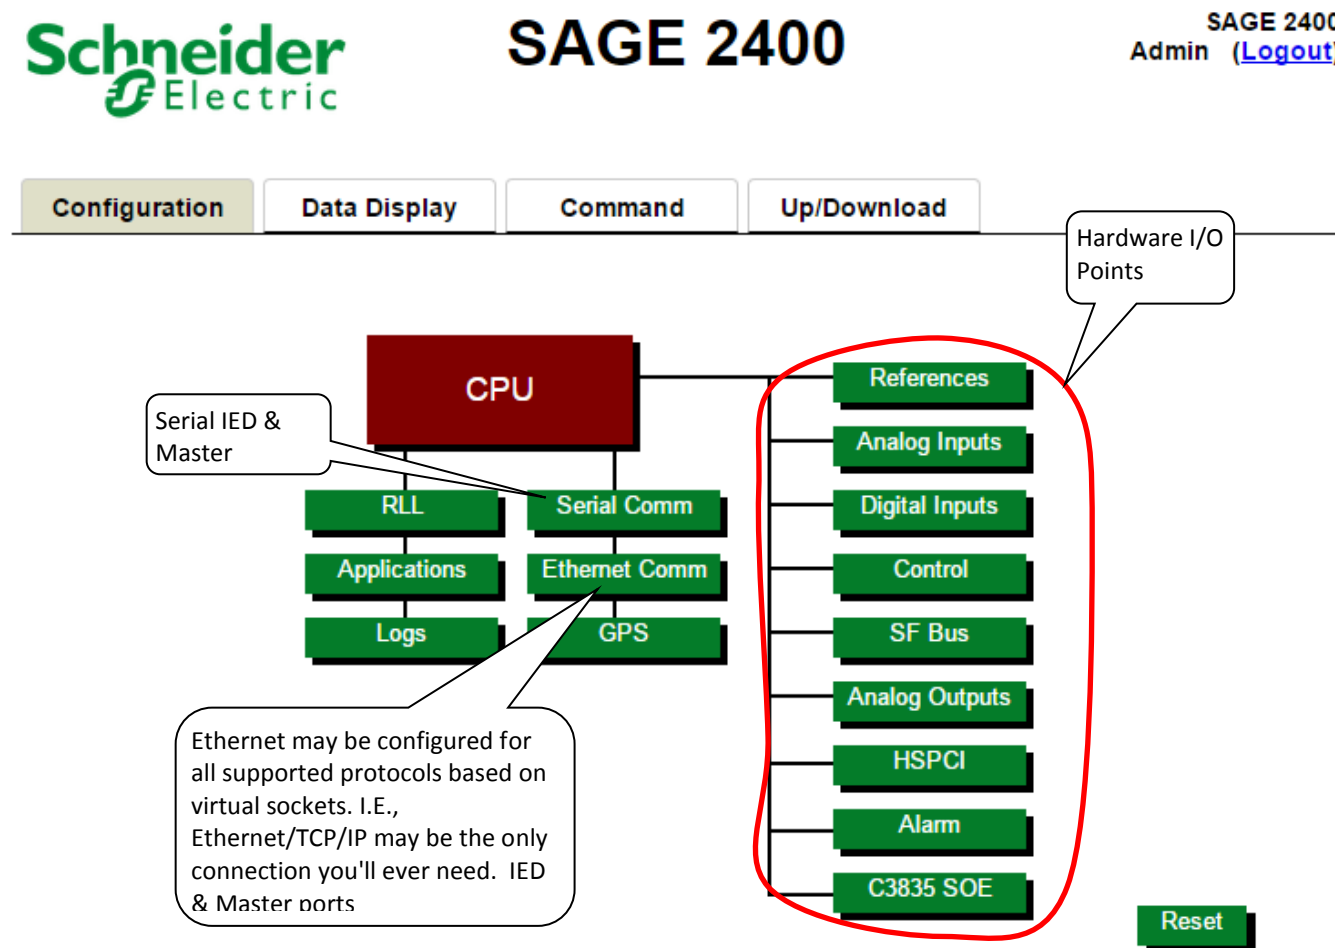 Schneider
Electric
SAGE 2400
SAGE 2400
Admin (Logout)
Configuration
Data Display
Command
Up/Download
Hardware I/O
Points
CPU
Serial IED &
Master
RLL
Applications
Logs
Serial Comm
Ethernet Comm
GPS
References
Analog Inputs
Digital Inputs
Control
SF Bus
Analog Outputs
HSPCI
Alarm
C3835 SOE
Ethernet may be configured for
all supported protocols based on
virtual sockets. I.E.,
Ethernet/TCP/IP may be the only
connection you'll ever need. IED
& Master ports
Reset